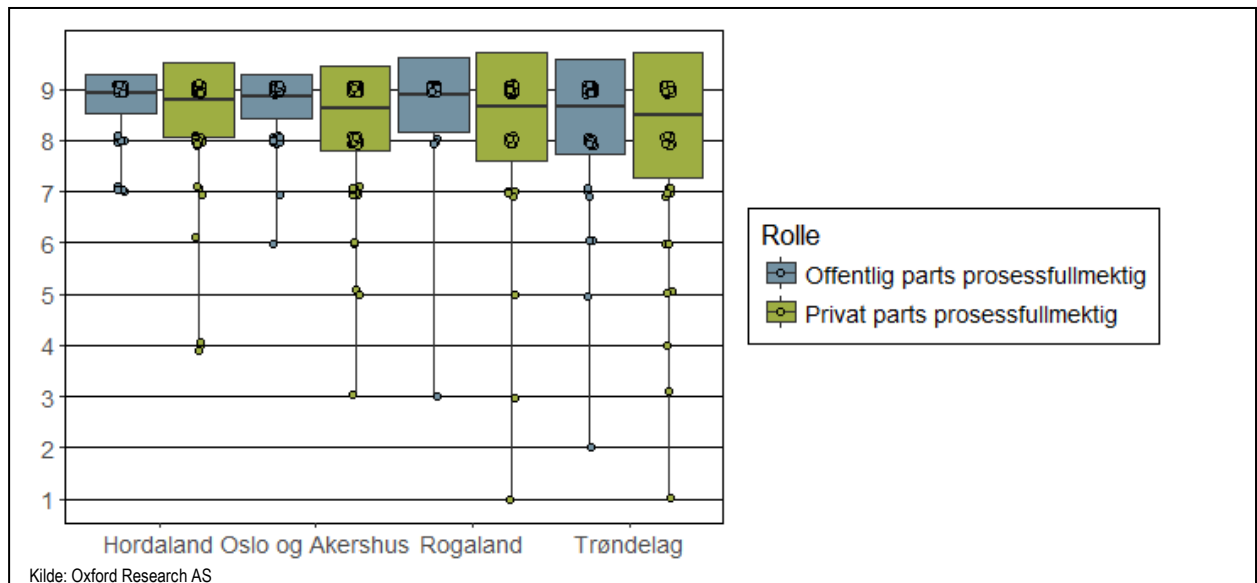 9
8
7
6
5
4
3
2
1
Hordaland Oslo og Akershus Rogaland Trøndelag
Rolle
Offentlig parts prosessfullmektig
Privat parts prosessfullmektig
Kilde: Oxford Research AS